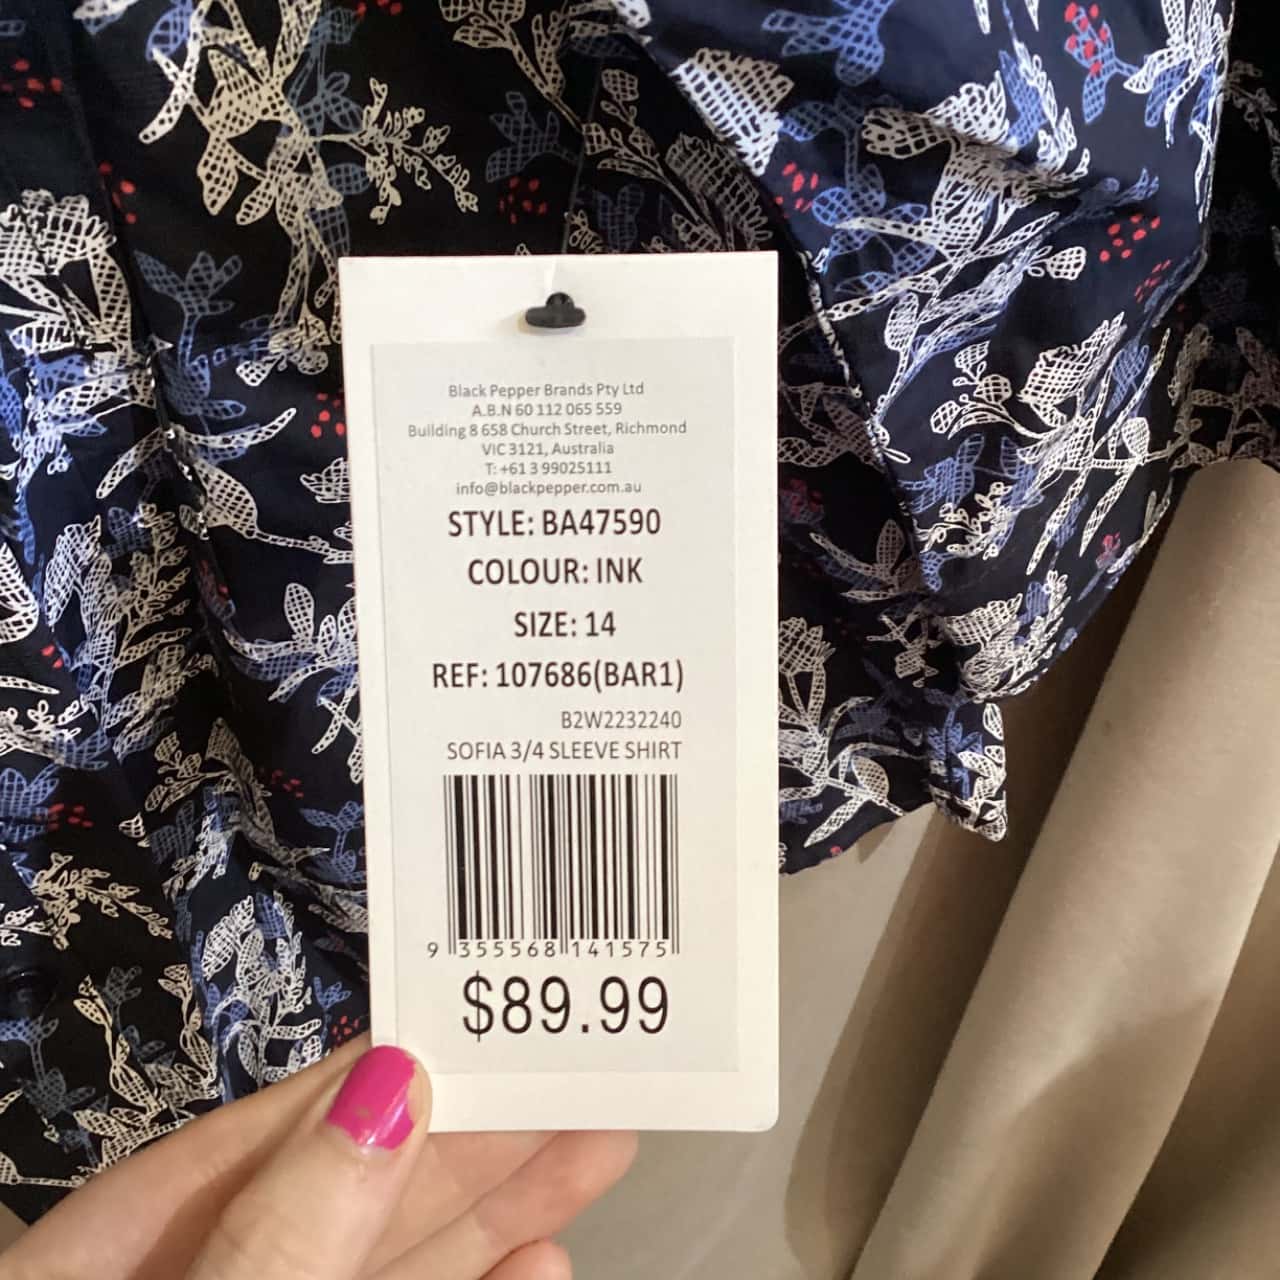 Black Pepper Brands Pty Ltd
A.B.N 60 112 065 559
Building 8 658 Church Street, Richmond
VIC 3121, Australia
T: +61 3 99025111
info@blackpepper.com.au
STYLE: BA47590
COLOUR: INK
SIZE: 14
REF: 107686(BAR1)
B2W2232240
SOFIA 3/4 SLEEVE SHIRT
9 355568 141575
$89.99